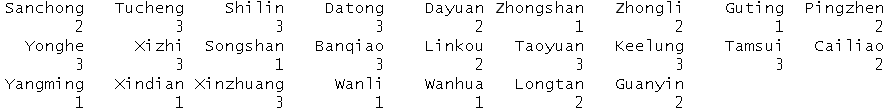 Sanchong Tucheng Shilin Datong Dayuan Zhongshan Zhongli Guting Pingzhen
2 3 3 3 2 1 2 1 2
Yonghe Xizhi Songshan Banqiao Linkou Taoyuan Keelung Tamsui Cailiao
3 3 1 3 2 3 3 3 2
Yangming Xindian Xinzhuang Wanli Wanhua Longtan Guanyin
1 1 3 1 1 2 2